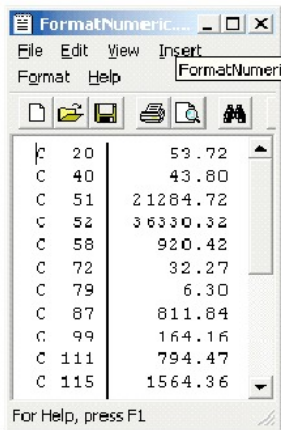 FormatNumeric....
File Edit View Insert
Format Help
FormatNumeri
C 20 53.72
C 40 43.80
C 51 21284.72
C 52 36330.32
C 58 920.42
C 72 32.27
C 79 6.30
C 87 811.84
C 99 164.16
C 111 794.47
C 115 1564.36
For Help, press F1